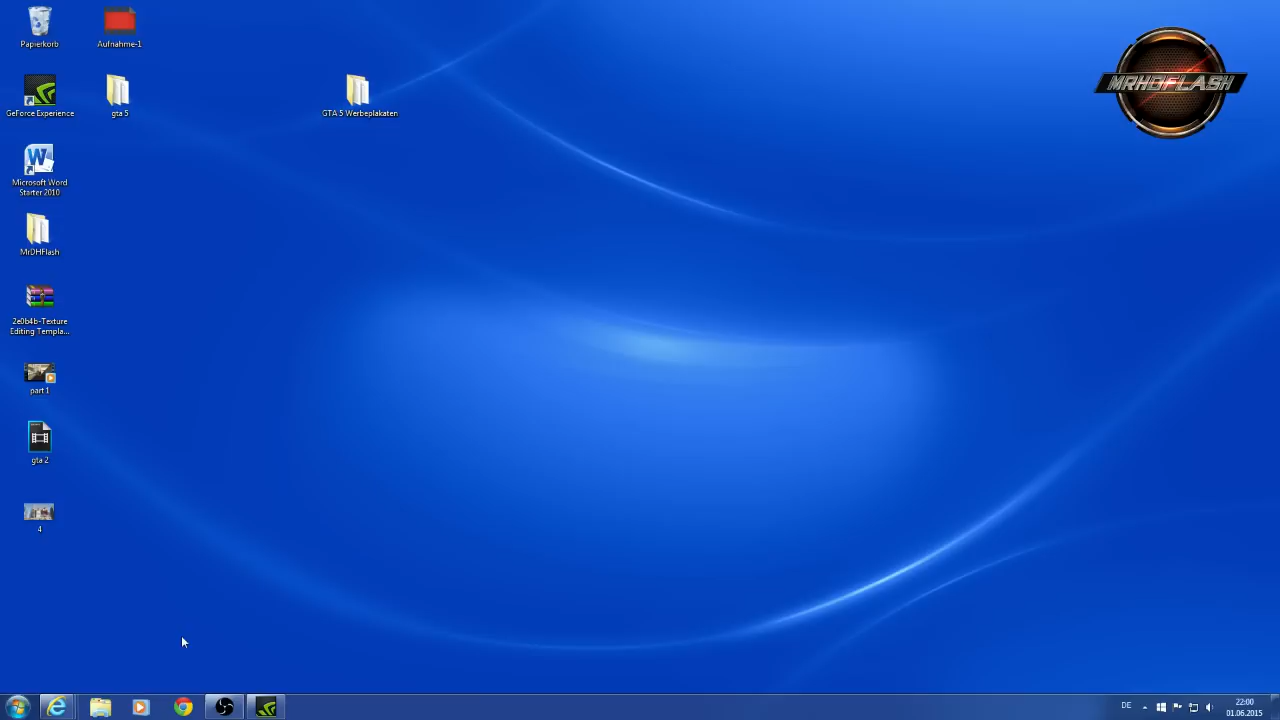 Papierkorb
Aufnahme-1
GeForce Experience
gta 5
GTA 5 Werbeplakaten
MRHDFLASH
Microsoft Word
Starter 2010
MrDHFlash
2e0b4b-Texture
Editing Templa...
part 1
gta 2
4
DE
22:00
01.06.2015